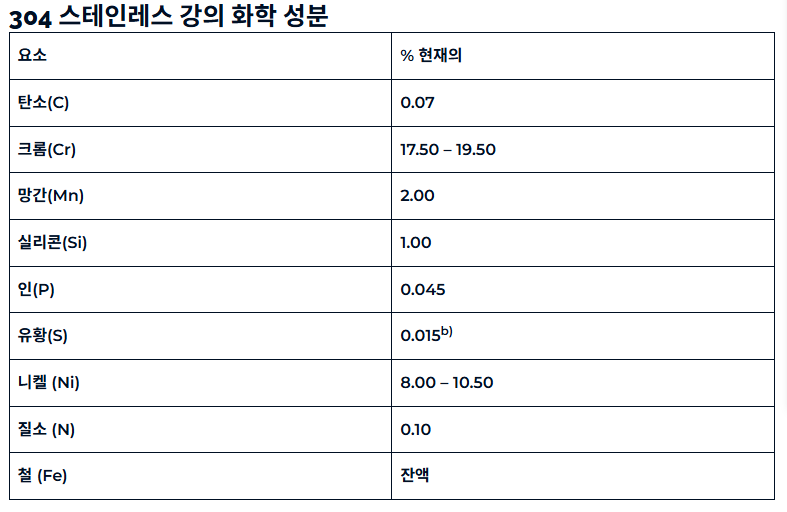 304 스테인레스 강의 화학 성분
요소 % 현재의
탄소(C) 0.07
크롬(Cr) 17.50 – 19.50
망간(Mn) 2.00
실리콘(Si) 1.00
인(P) 0.045
유황(S) 0.015b)
니켈 (Ni) 8.00 – 10.50
질소 (N) 0.10
철 (Fe) 잔액